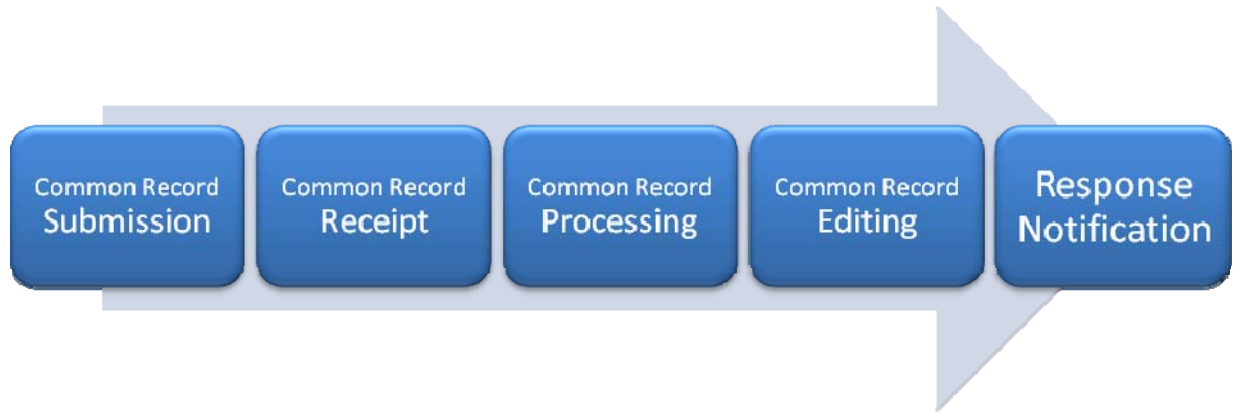 Common Record
Submission
Common Record
Receipt
Common Record
Processing
Common Record
Editing
Response
Notification